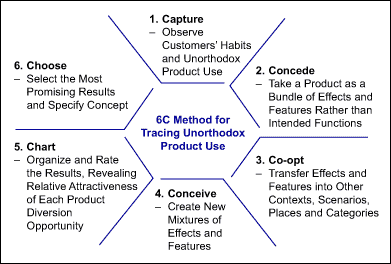 1. Capture
– Observe
Customers' Habits
and Unorthodox
Product Use
2. Concede
– Take a Product as a
Bundle of Effects and
Features Rather than
Intended Functions
3. Co-opt
– Transfer Effects and
Features into Other
Contexts, Scenarios,
Places and Categories
4. Conceive
– Create New
Mixtures of
Effects and
Features
5. Chart
– Organize and Rate
the Results, Revealing
Relative Attractiveness
of Each Product
Diversion
Opportunity
6. Choose
– Select the Most
Promising Results
and Specify Concept
6C Method for
Tracing Unorthodox
Product Use